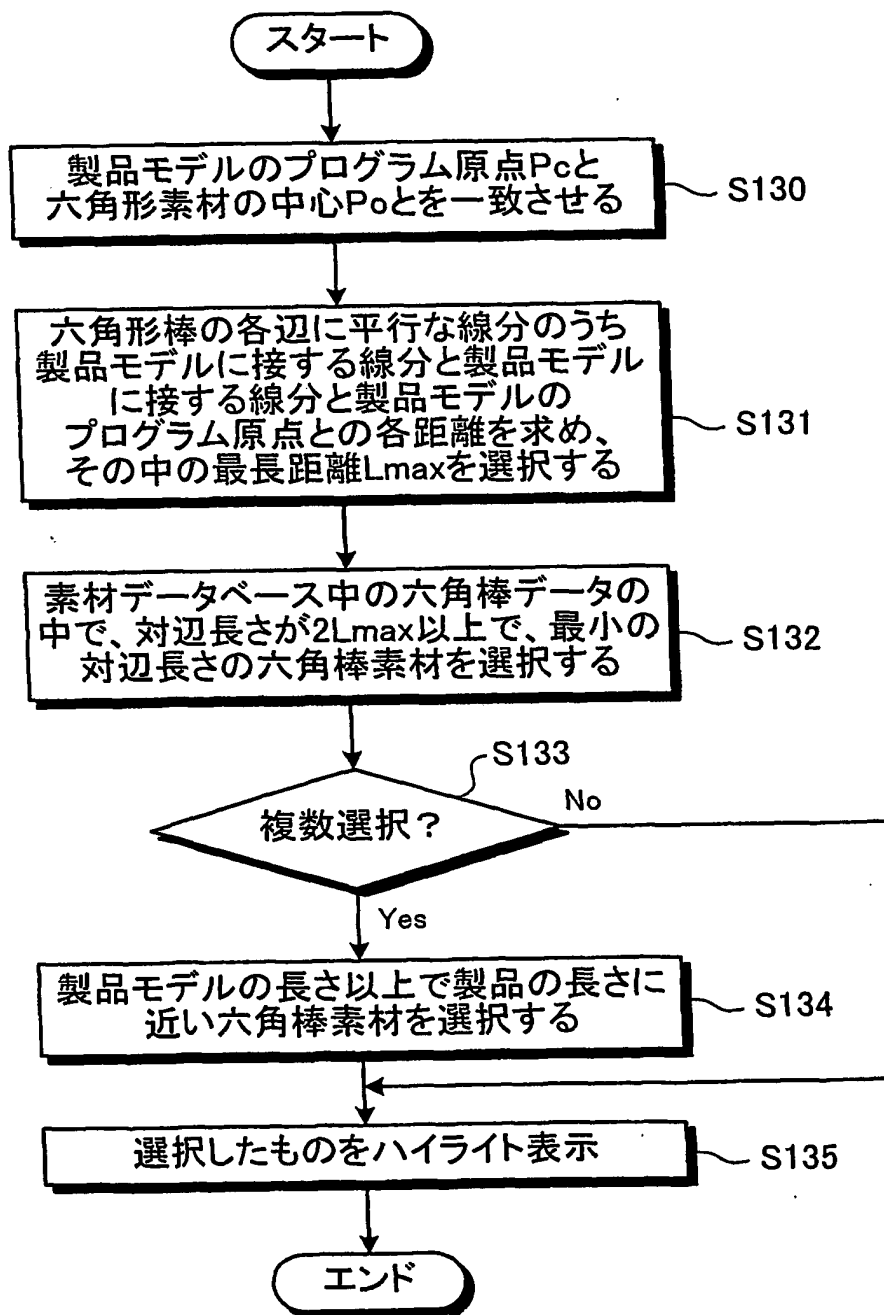 スタート
製品モデルのプログラム原点Pcと
六角形素材の中心Poとを一致させる
S130
六角形棒の各辺に平行な線分のうち
製品モデルに接する線分と製品モデル
に接する線分と製品モデルの
プログラム原点との各距離を求め、
その中の最長距離Lmaxを選択する
S131
素材データベース中の六角棒データの
中で、対辺長さが2Lmax以上で、最小の
対辺長さの六角棒素材を選択する
S132
S133
複数選択？
No
Yes
製品モデルの長さ以上で製品の長さに
近い六角棒素材を選択する
S134
選択したものをハイライト表示
S135
エンド